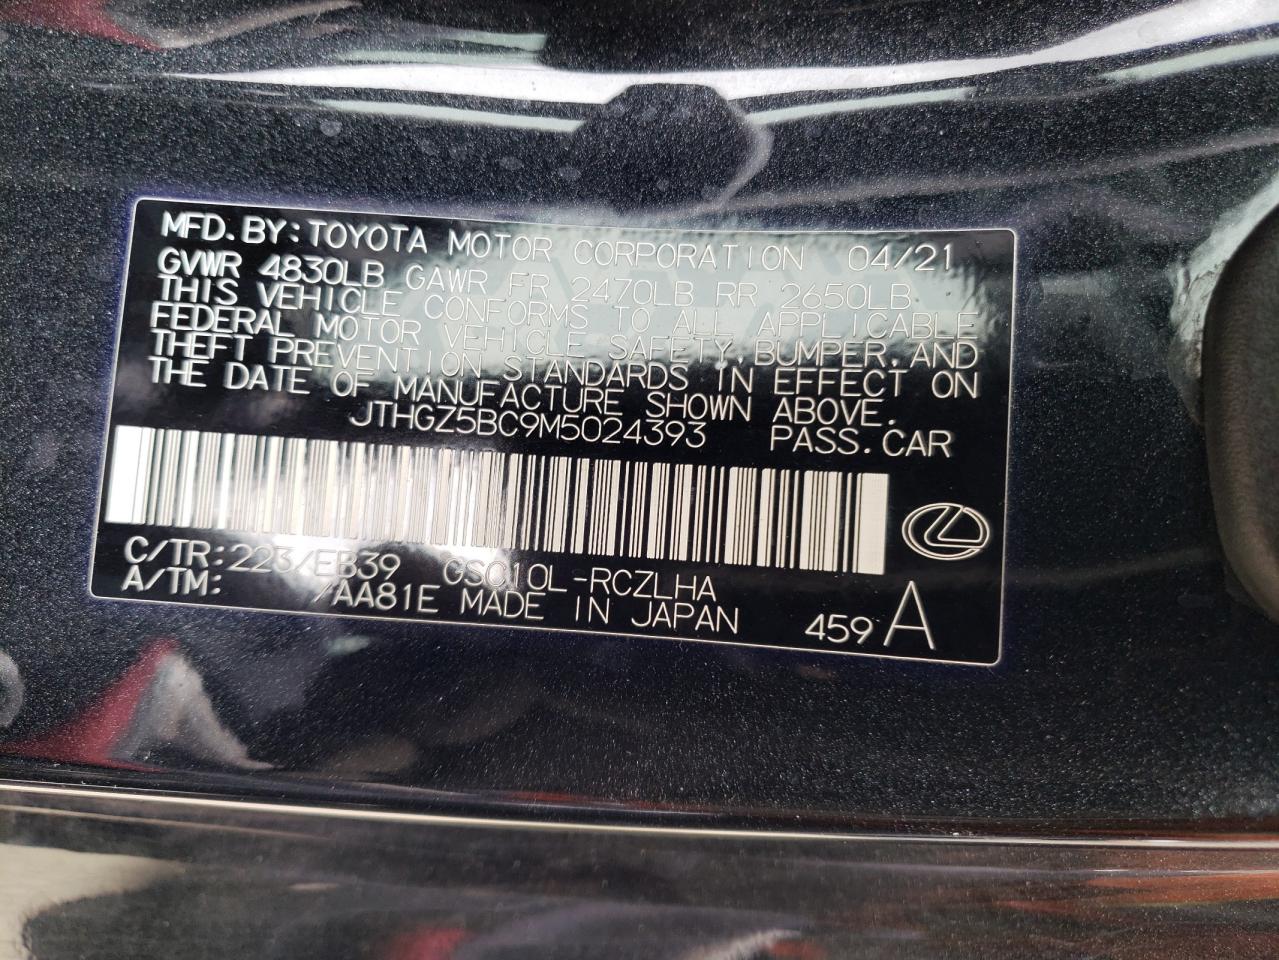 MFD. BY: TOYOTA MOTOR CORPORATION 04/21
GVWR 4830LB GAWR FR 2470LB RR 2650LB
THIS VEHICLE CONFORMS TO ALL APPLICABLE
FEDERAL MOTOR VEHICLE SAFETY, BUMPER, AND
THEFT PREVENTION STANDARDS IN EFFECT ON
THE DATE OF MANUFACTURE SHOWN ABOVE.
JTHGZ5BC9M5024393 PASS. CAR
C/TR: 223/EB39 GSC10L-RCZLHA
A/TM: /AA81E MADE IN JAPAN 459 A